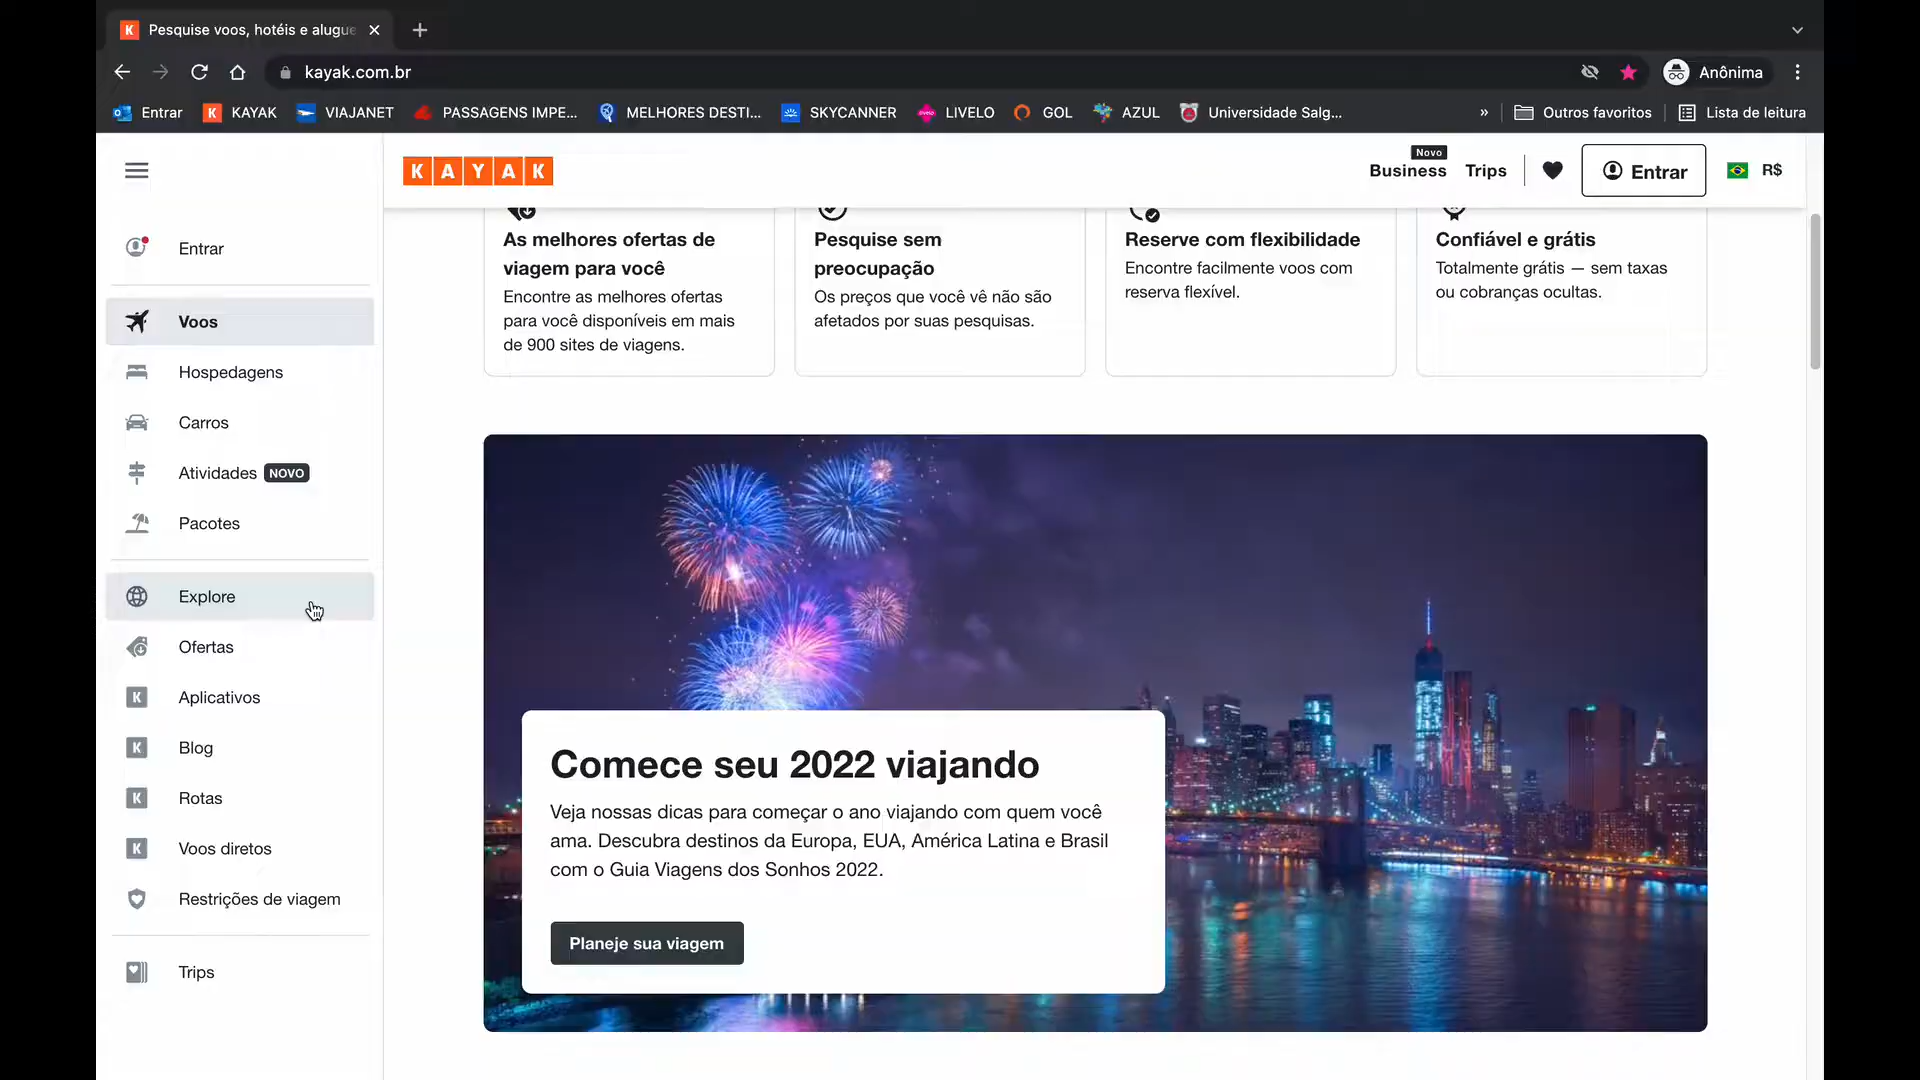 K Pesquise voos, hotéis e alugue
kayak.com.br
Anônima
Entrar
K KAYAK
VIAJANET
PASSAGENS IMPE...
MELHORES DESTI...
SKYCANNER
LIVELO
GOL
AZUL
Universidade Salg...
»
Outros favoritos
Lista de leitura
KAYAK
Novo
Business
Trips
Entrar
R$
Entrar
Voos
Hospedagens
Carros
Atividades NOVO
Pacotes
Explore
Ofertas
K Aplicativos
K Blog
K Rotas
K Voos diretos
Restrições de viagem
Trips
As melhores ofertas de
viagem para você
Encontre as melhores ofertas
para você disponíveis em mais
de 900 sites de viagens.
Pesquise sem
preocupação
Os preços que você vê não são
afetados por suas pesquisas.
Reserve com flexibilidade
Encontre facilmente voos com
reserva flexível.
Confiável e grátis
Totalmente grátis — sem taxas
ou cobranças ocultas.
Comece seu 2022 viajando
Veja nossas dicas para começar o ano viajando com quem você
ama. Descubra destinos da Europa, EUA, América Latina e Brasil
com o Guia Viagens dos Sonhos 2022.
Planeje sua viagem